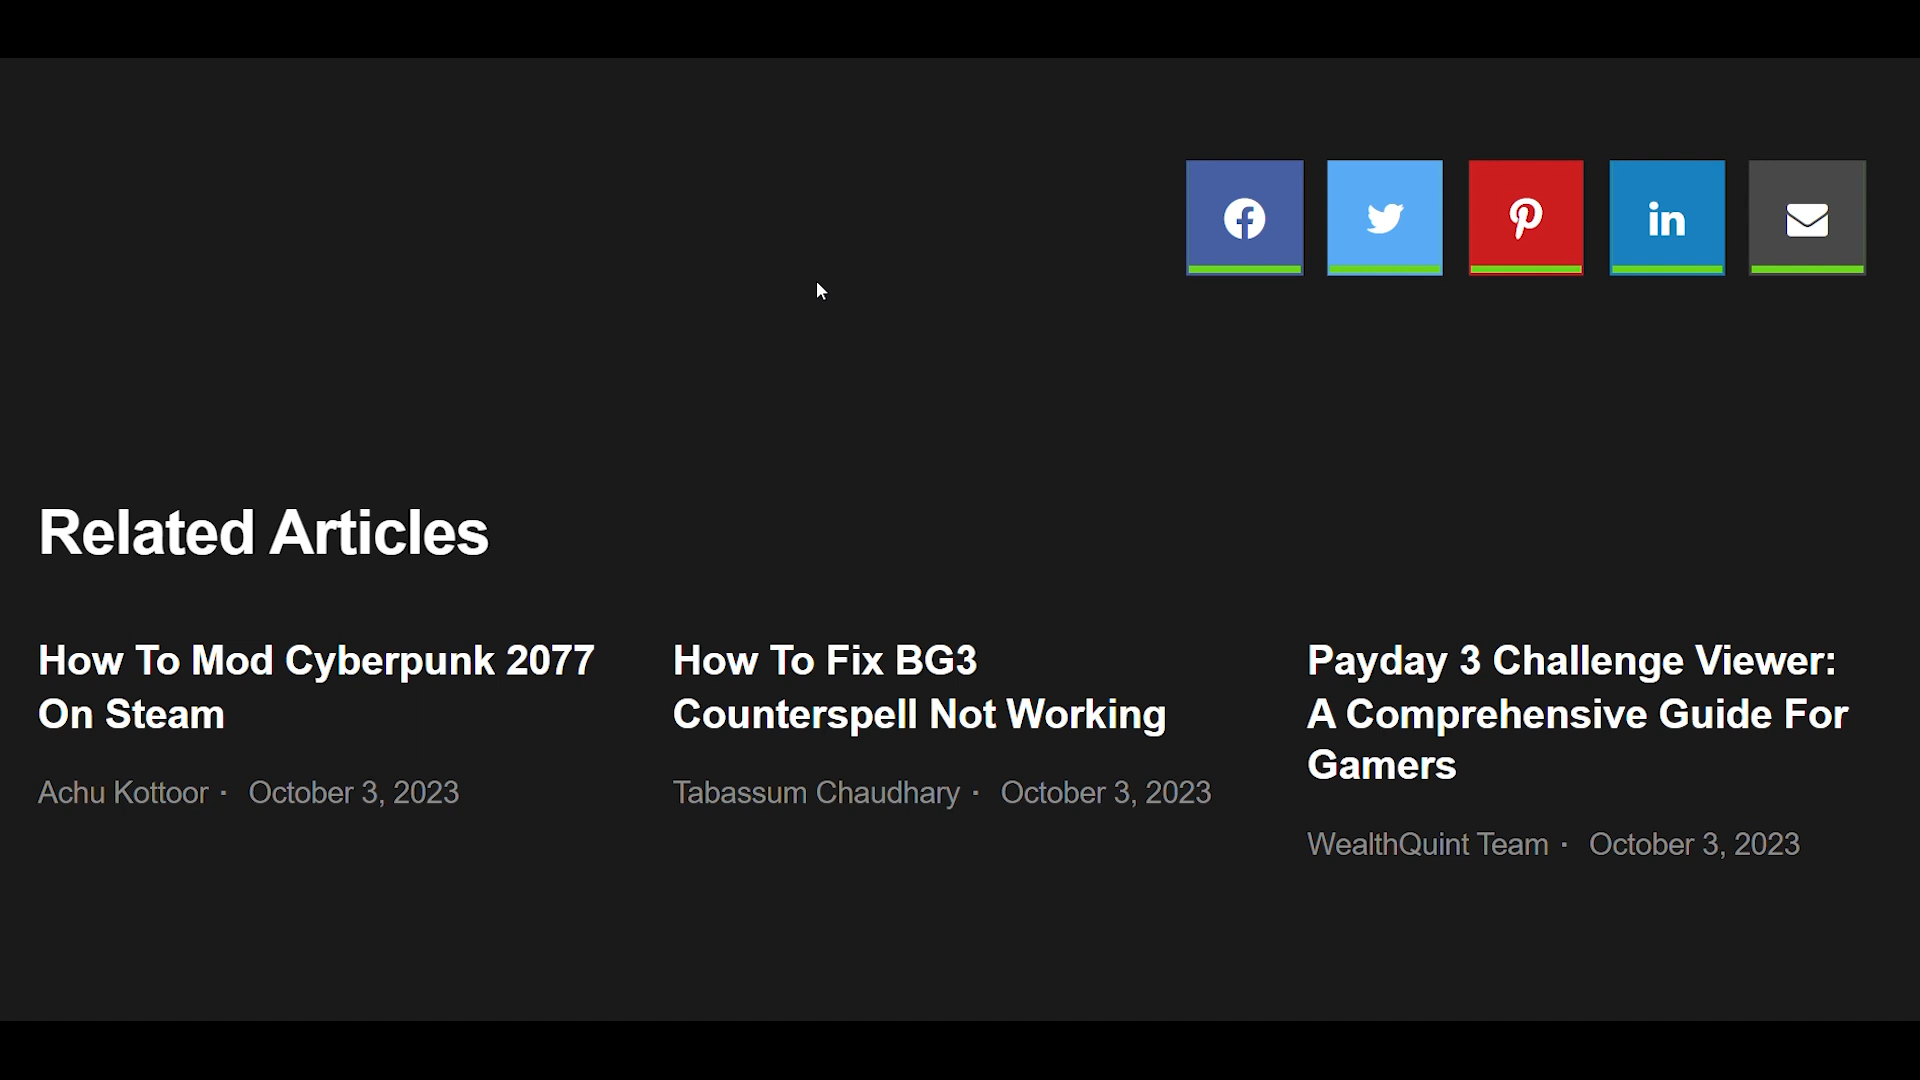 in
Related Articles
How To Mod Cyberpunk 2077
On Steam
Achu Kottoor · October 3, 2023
How To Fix BG3
Counterspell Not Working
Tabassum Chaudhary · October 3, 2023
Payday 3 Challenge Viewer:
A Comprehensive Guide For
Gamers
WealthQuint Team · October 3, 2023